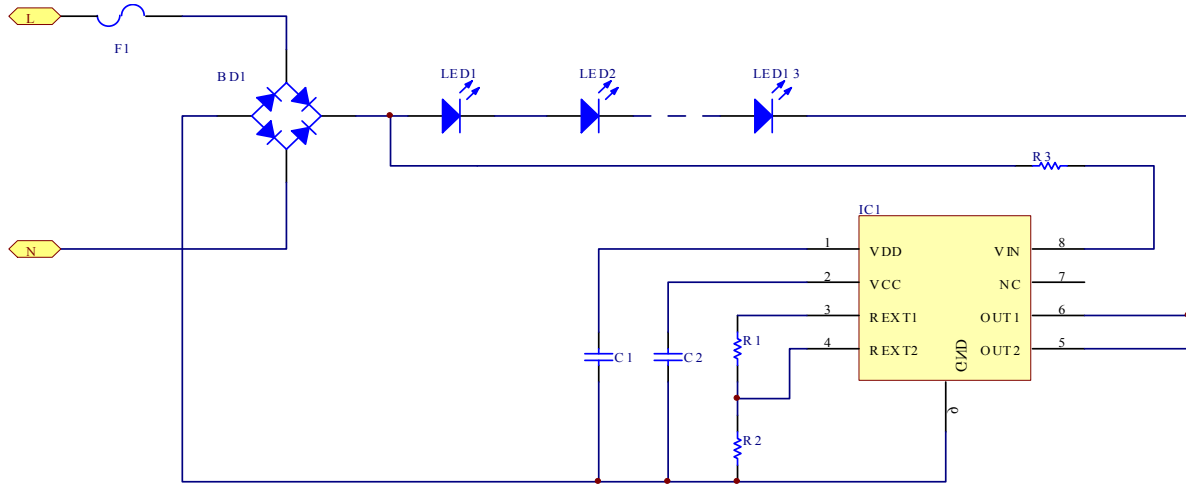 L
F1
BD1
LED1
LED2
LED13
R3
IC1
N
1
VDD
VIN
8
2
VCC
NC
7
3
REXT1
OUT1
6
R1
4
REXT2
GND
OUT2
5
C1
C2
9
R2